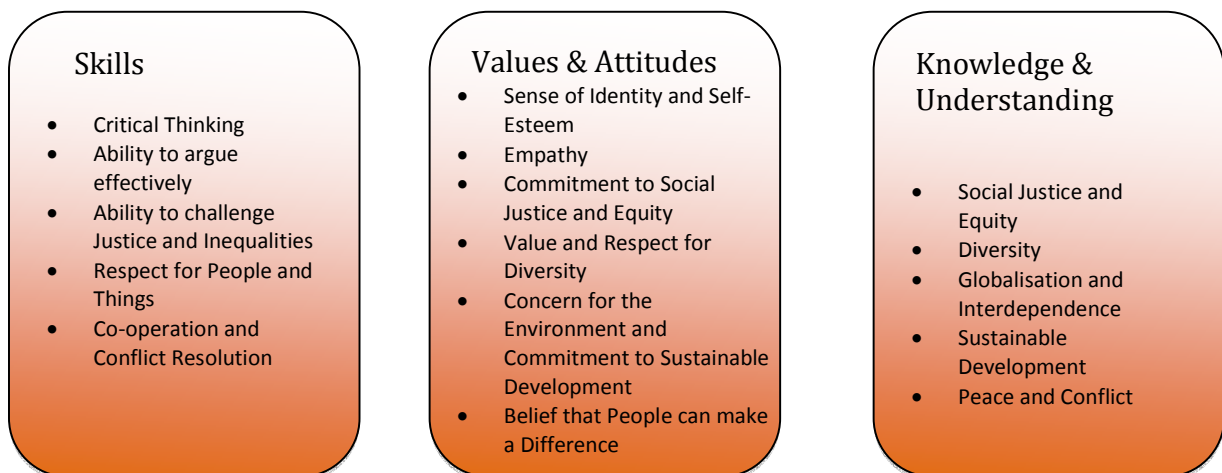 Skills
• Critical Thinking
• Ability to argue
effectively
• Ability to challenge
Justice and Inequalities
• Respect for People and
Things
• Co-operation and
Conflict Resolution
Values & Attitudes
• Sense of Identity and Self-
Esteem
• Empathy
• Commitment to Social
Justice and Equity
• Value and Respect for
Diversity
• Concern for the
Environment and
Commitment to Sustainable
Development
• Belief that People can make
a Difference
Knowledge &
Understanding
• Social Justice and
Equity
• Diversity
• Globalisation and
Interdependence
• Sustainable
Development
• Peace and Conflict